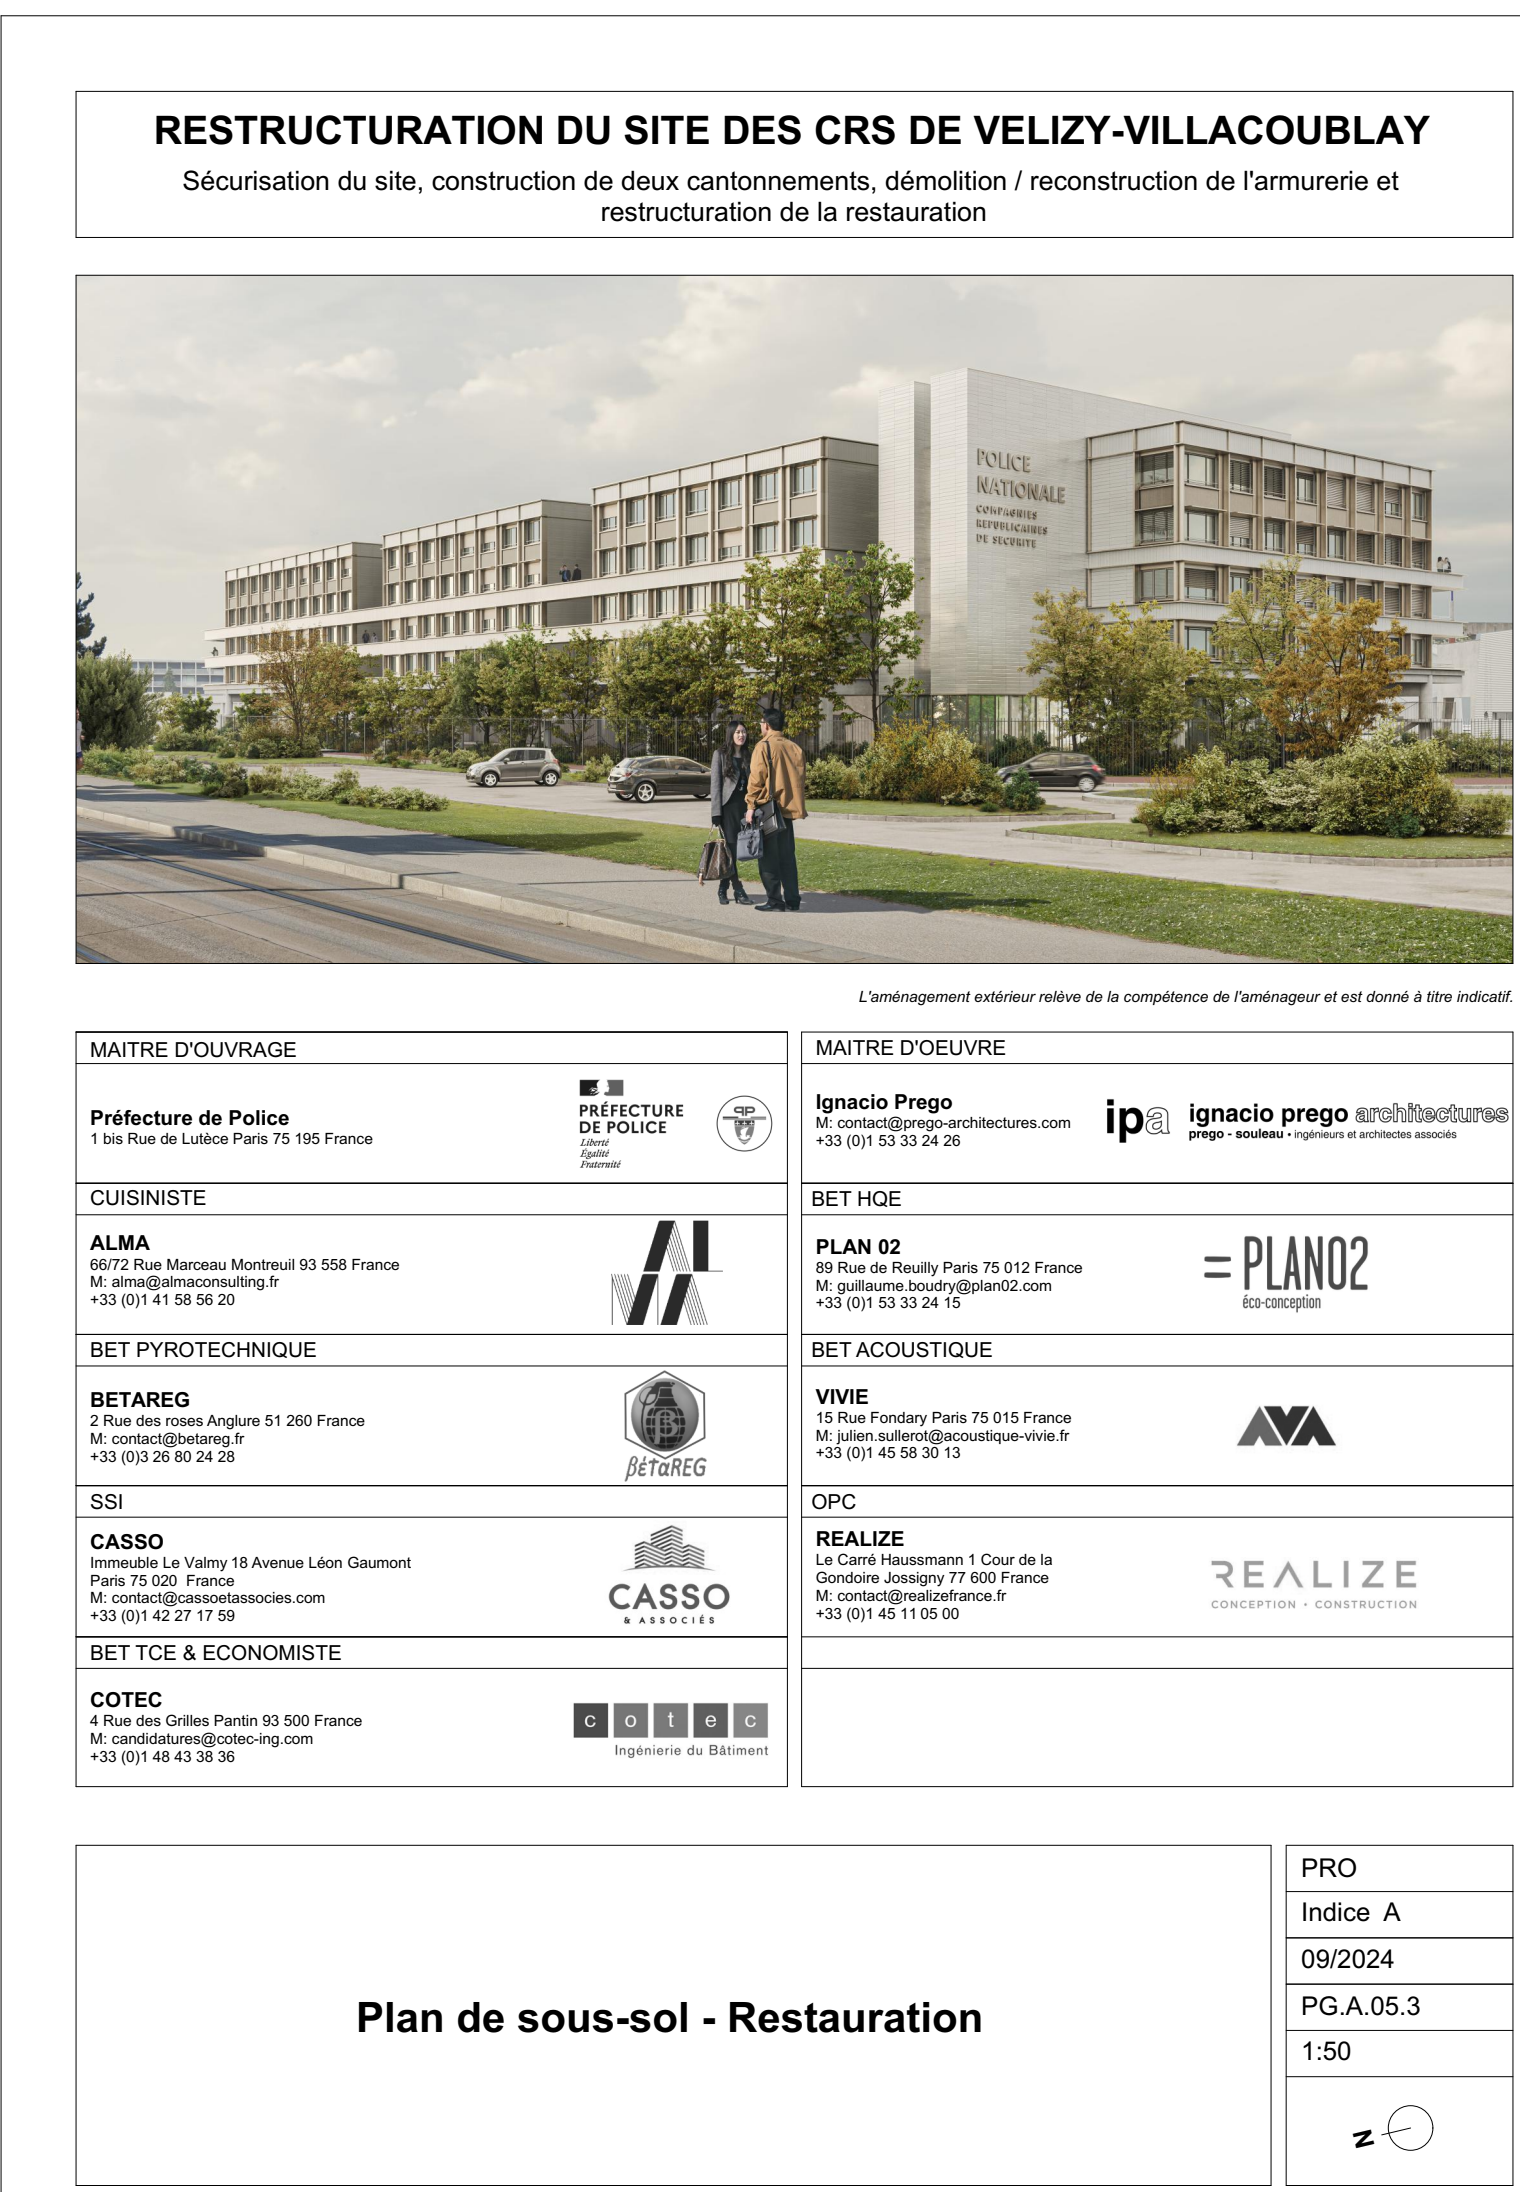 RESTRUCTURATION DU SITE DES CRS DE VELIZY-VILLACOUBLAY
Sécurisation du site, construction de deux cantonnements, démolition / reconstruction de l'armurerie et
restructuration de la restauration
POLICE
NATIONALE
COMPAGNIES
REPUBLICAINES
DE SECURITE
L'aménagement extérieur relève de la compétence de l'aménageur et est donné à titre indicatif.
MAITRE D'OUVRAGE
Préfecture de Police
1 bis Rue de Lutèce Paris 75 195 France
PRÉFECTURE
DE POLICE
Liberté
Égalité
Fraternité
PP
MAITRE D'OEUVRE
Ignacio Prego
M: contact@prego-architectures.com
+33 (0)1 53 33 24 26
ipa
ignacio prego architectures
prego - souleau • ingénieurs et architectes associés
CUISINISTE
ALMA
66/72 Rue Marceau Montreuil 93 558 France
M: alma@almaconsulting.fr
+33 (0)1 41 58 56 20
BET HQE
PLAN 02
89 Rue de Reuilly Paris 75 012 France
M: guillaume.boudry@plan02.com
+33 (0)1 53 33 24 15
= PLAN02
éco-conception
BET PYROTECHNIQUE
BETAREG
2 Rue des roses Anglure 51 260 France
M: contact@betareg.fr
+33 (0)3 26 80 24 28
β
βétaREG
BET ACOUSTIQUE
VIVIE
15 Rue Fondary Paris 75 015 France
M: julien.sullerot@acoustique-vivie.fr
+33 (0)1 45 58 30 13
SSI
CASSO
Immeuble Le Valmy 18 Avenue Léon Gaumont
Paris 75 020 France
M: contact@cassoetassocies.com
+33 (0)1 42 27 17 59
CASSO
& ASSOCIÉS
OPC
REALIZE
Le Carré Haussmann 1 Cour de la
Gondoire Jossigny 77 600 France
M: contact@realizefrance.fr
+33 (0)1 45 11 05 00
REALIZE
CONCEPTION • CONSTRUCTION
BET TCE & ECONOMISTE
COTEC
4 Rue des Grilles Pantin 93 500 France
M: candidatures@cotec-ing.com
+33 (0)1 48 43 38 36
cotec
Ingénierie du Bâtiment
Plan de sous-sol - Restauration
PRO
Indice A
09/2024
PG.A.05.3
1:50
N